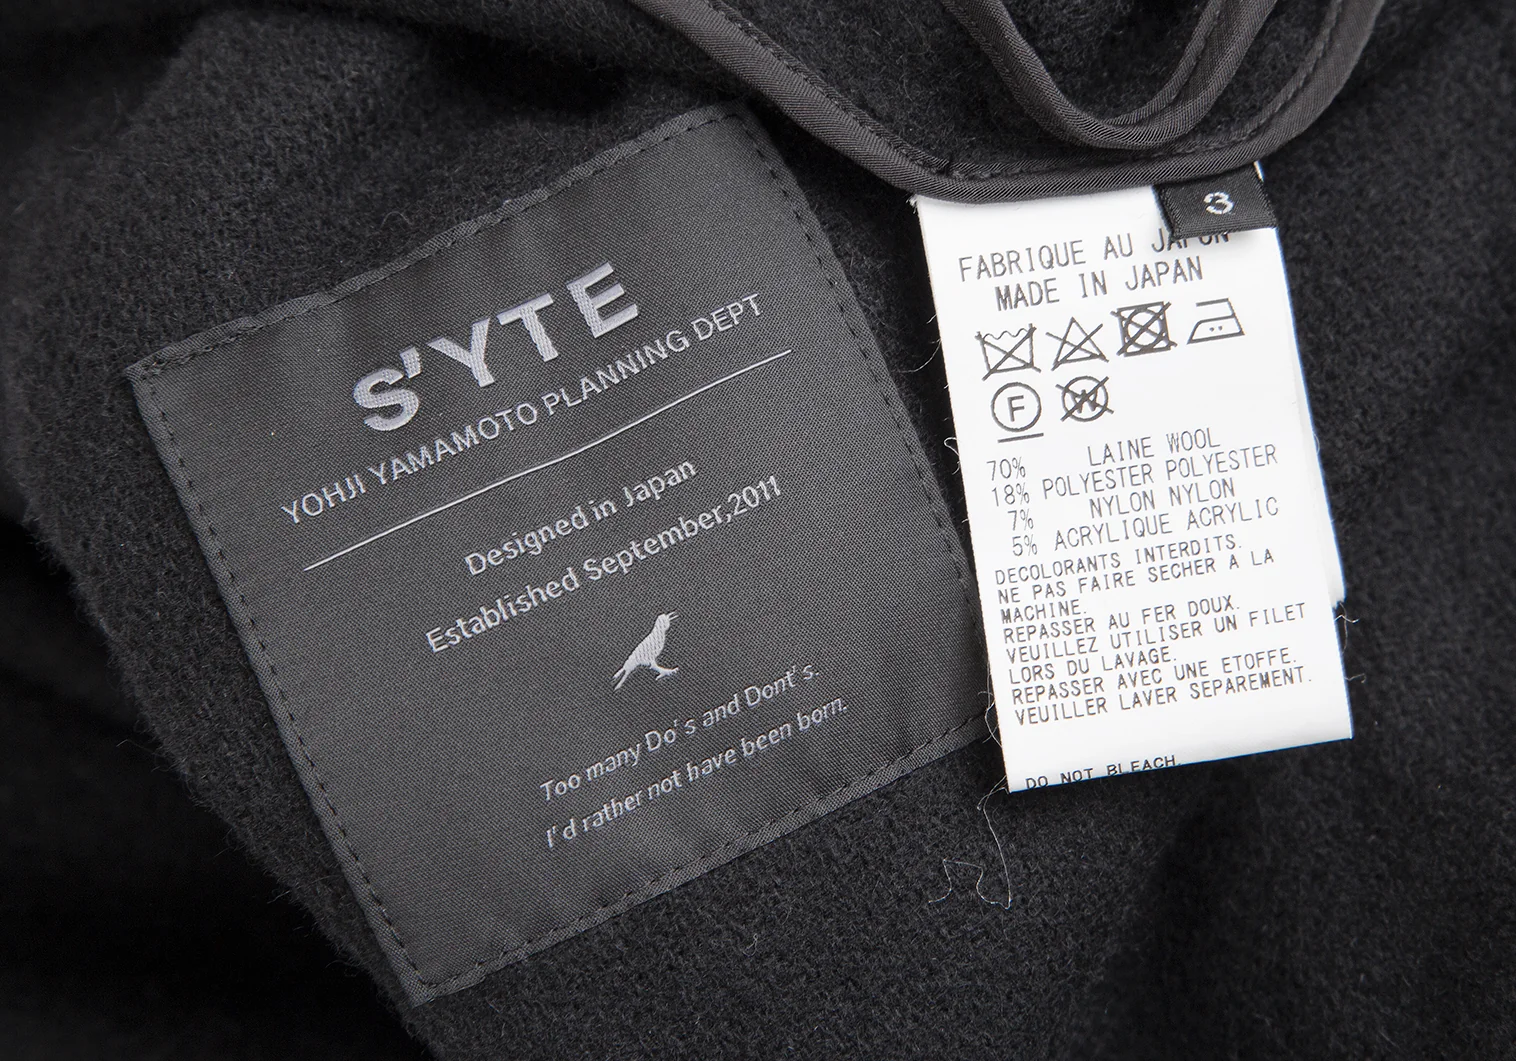 S'YTE
YOHJI YAMAMOTO PLANNING DEPT
Designed in Japan
Established September,2011
Too many Do's and Dont's.
I'd rather not have been born.
3
FABRIQUE AU JAPON
MADE IN JAPAN
F
W
70% LAINE WOOL
18% POLYESTER POLYESTER
7% NYLON NYLON
5% ACRYLIQUE ACRYLIC
DECOLORANTS INTERDITS.
NE PAS FAIRE SECHER A LA
MACHINE.
REPASSER AU FER DOUX.
VEUILLEZ UTILISER UN FILET
LORS DU LAVAGE.
REPASSER AVEC UNE ETOFFE.
VEUILLER LAVER SEPAREMENT.
DO NOT BLEACH.